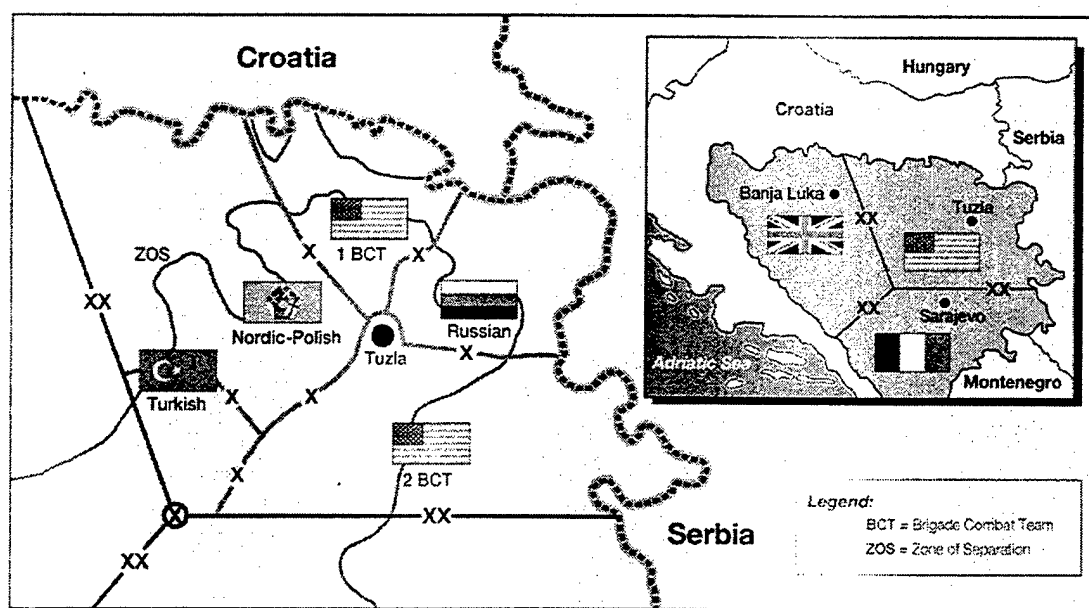 Croatia
ZOS
XX
1 BCT
X
X
Nordic-Polish
Tuzla
Russian
X
Turkish
X
X
2 BCT
X
X
XX
XX
Serbia
Hungary
Croatia
Serbia
Banja Luka
XX
Tuzla
XX
XX
Sarajevo
Adriatic Sea
Montenegro
Legend:
BCT = Brigade Combat Team
ZOS = Zone of Separation